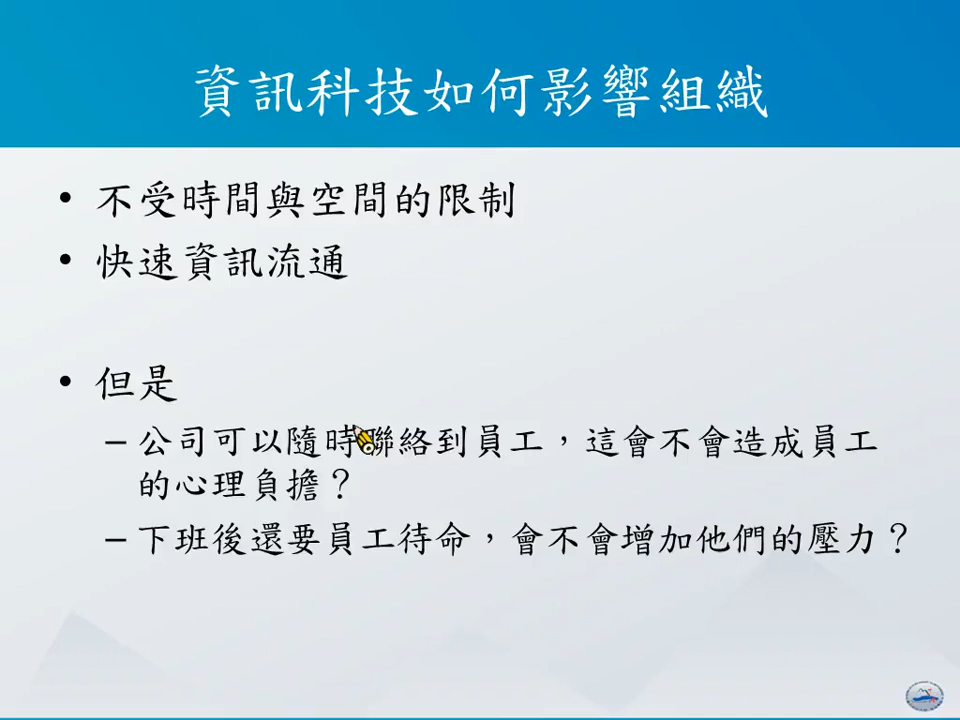 資訊科技如何影響組織
• 不受時間與空間的限制
• 快速資訊流通
• 但是
– 公司可以隨時聯絡到員工，這會不會造成員工
的心理負擔？
– 下班後還要員工待命，會不會增加他們的壓力？